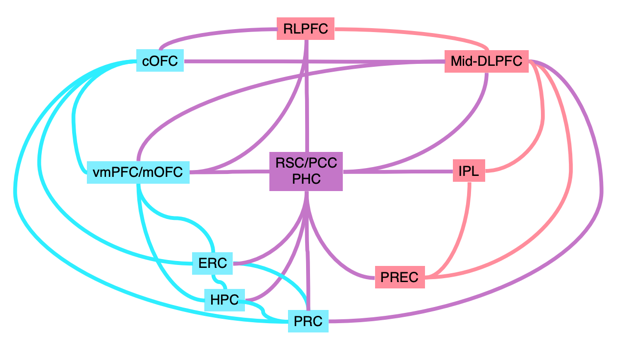 RLPFC
cOFC
Mid-DLPFC
vmPFC/mOFC
RSC/PCC
PHC
IPL
ERC
PREC
HPC
PRC